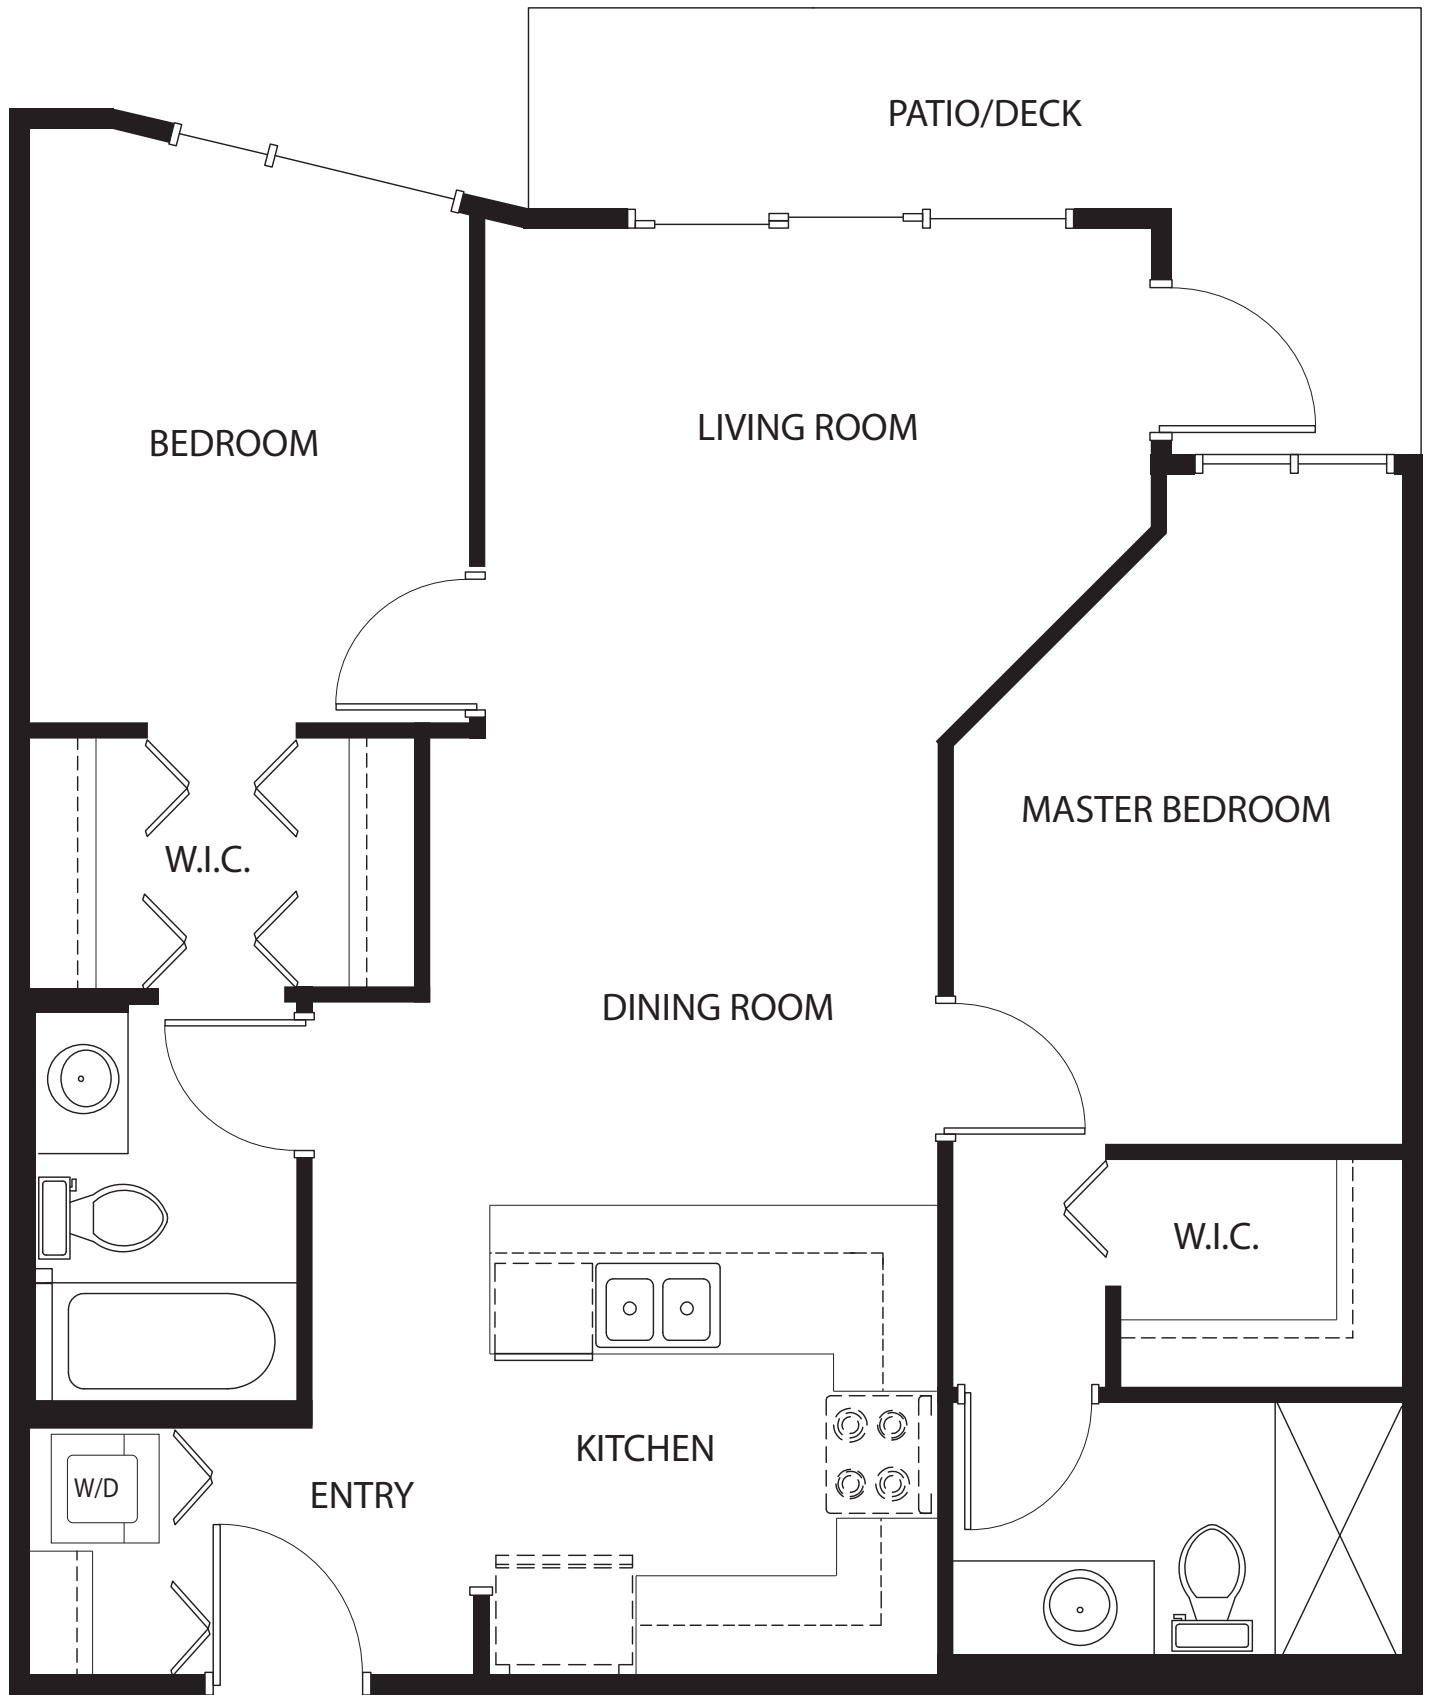 PATIO/DECK
BEDROOM
LIVING ROOM
MASTER BEDROOM
W.I.C.
DINING ROOM
W.I.C.
KITCHEN
W/D
ENTRY